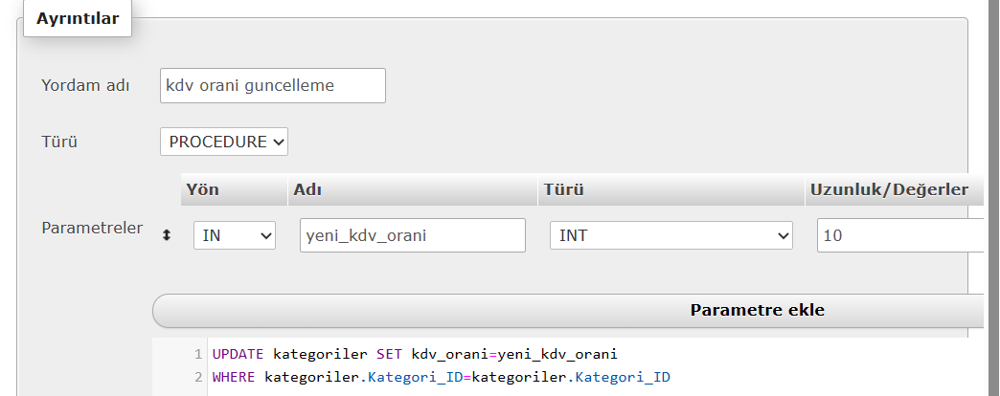 Ayrıntılar
Yordam adı kdv orani guncelleme
Türü PROCEDURE
Yön Adı Türü Uzunluk/Değerler
Parametreler IN yeni_kdv_orani INT 10
Parametre ekle
1 UPDATE kategoriler SET kdv_orani=yeni_kdv_orani
2 WHERE kategoriler.Kategori_ID=kategoriler.Kategori_ID